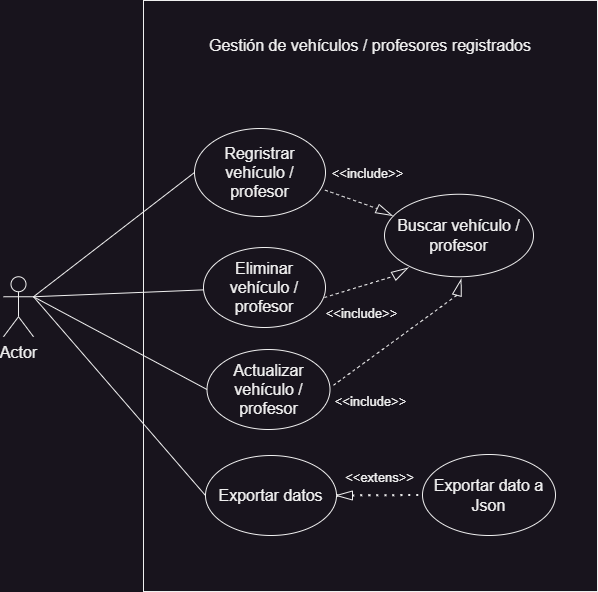 Gestión de vehículos / profesores registrados
Regristrar
vehículo /
profesor
<<include>>
Buscar vehículo /
profesor
Eliminar
vehículo /
profesor
<<include>>
Actor
Actualizar
vehículo /
profesor
<<include>>
Exportar datos
<<extens>>
Exportar dato a
Json